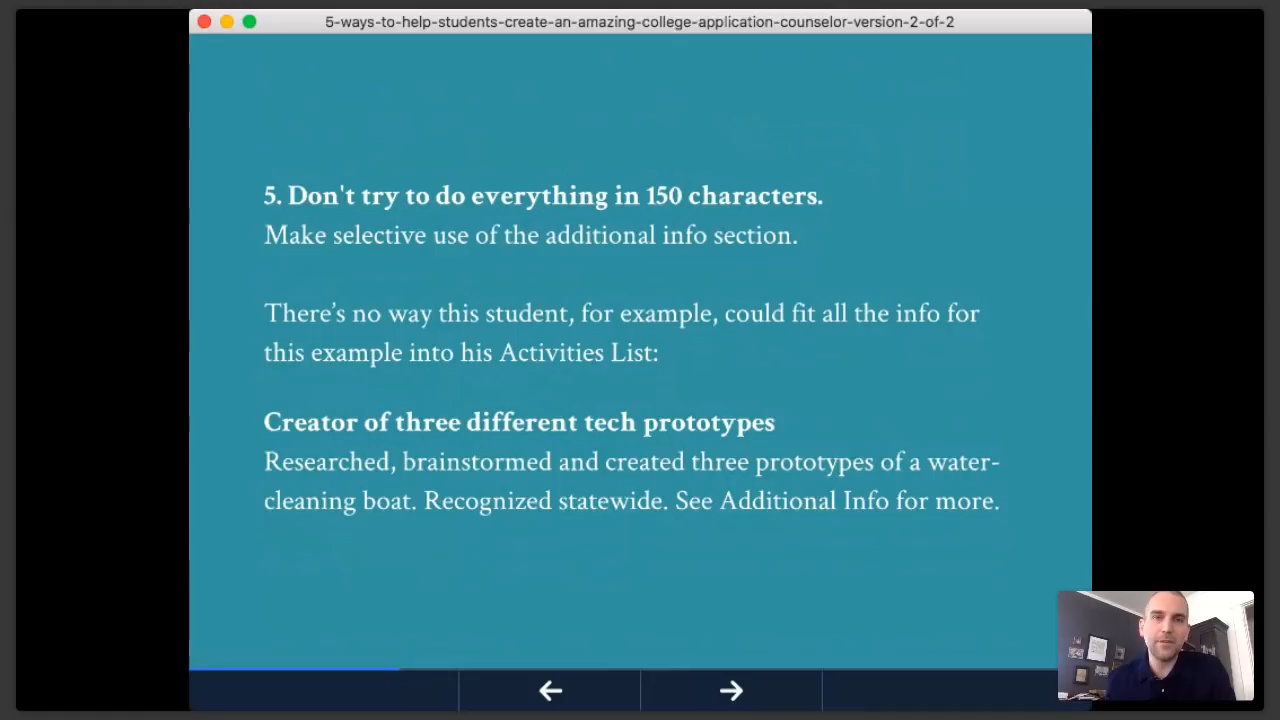 5-ways-to-help-students-create-an-amazing-college-application-counselor-version-2-of-2
5. Don't try to do everything in 150 characters.
Make selective use of the additional info section.
There’s no way this student, for example, could fit all the info for
this example into his Activities List:
Creator of three different tech prototypes
Researched, brainstormed and created three prototypes of a water-
cleaning boat. Recognized statewide. See Additional Info for more.